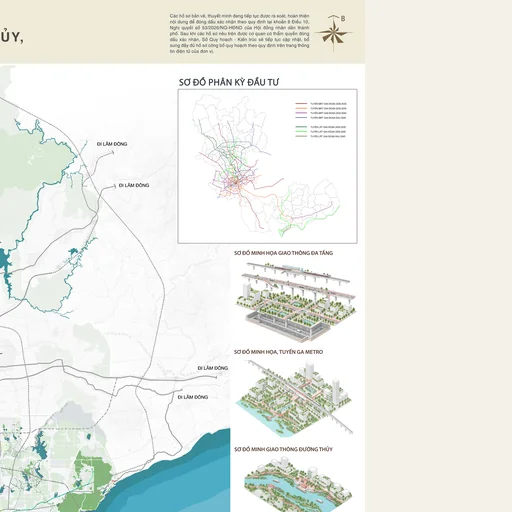 Các hồ sơ bản vẽ, thuyết minh đang tiếp tục được rà soát, hoàn thiện
nội dung để đóng dấu xác nhận theo quy định tại khoản 8 Điều 10,
Nghị quyết số 53/2026/NQ-HĐND của Hội đồng nhân dân thành
phố. Sau khi các hồ sơ nêu trên được cơ quan có thẩm quyền đóng
dấu xác nhận, Sở Quy hoạch - Kiến trúc sẽ tiếp tục cập nhật, bổ
sung đầy đủ hồ sơ công bố quy hoạch theo quy định trên trang thông
tin điện tử của đơn vị.
B
ỦY,
SƠ ĐỒ PHÂN KỲ ĐẦU TƯ
ĐI LÂM ĐỒNG
ĐI LÂM ĐỒNG
SƠ ĐỒ MINH HỌA GIAO THÔNG ĐA TẦNG
SƠ ĐỒ MINH HỌA, TUYẾN GA METRO
ĐI LÂM ĐỒNG
ĐI LÂM ĐỒNG
SƠ ĐỒ MINH GIAO THÔNG ĐƯỜNG THỦY